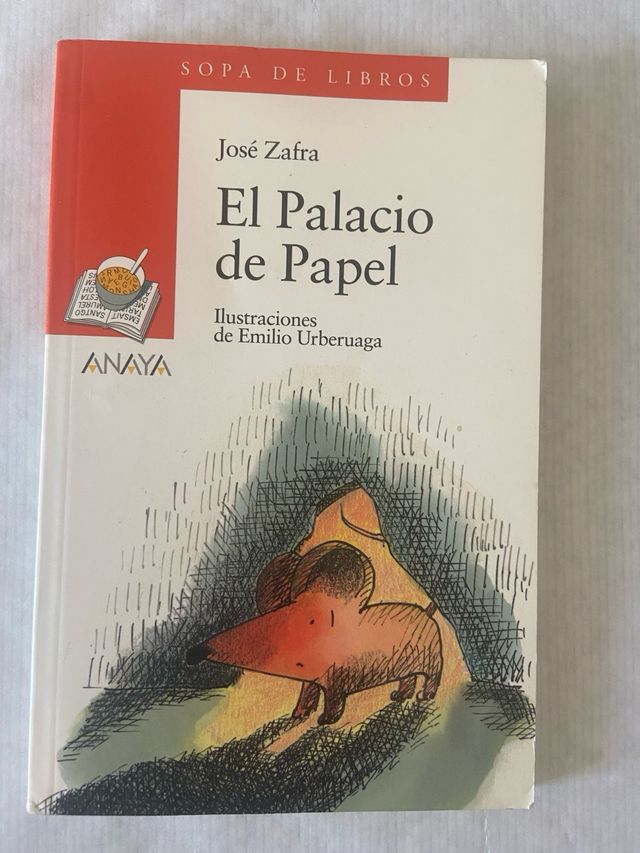 SOPA DE LIBROS
José Zafra
El Palacio
de Papel
Ilustraciones
de Emilio Urberuaga
ANAYA